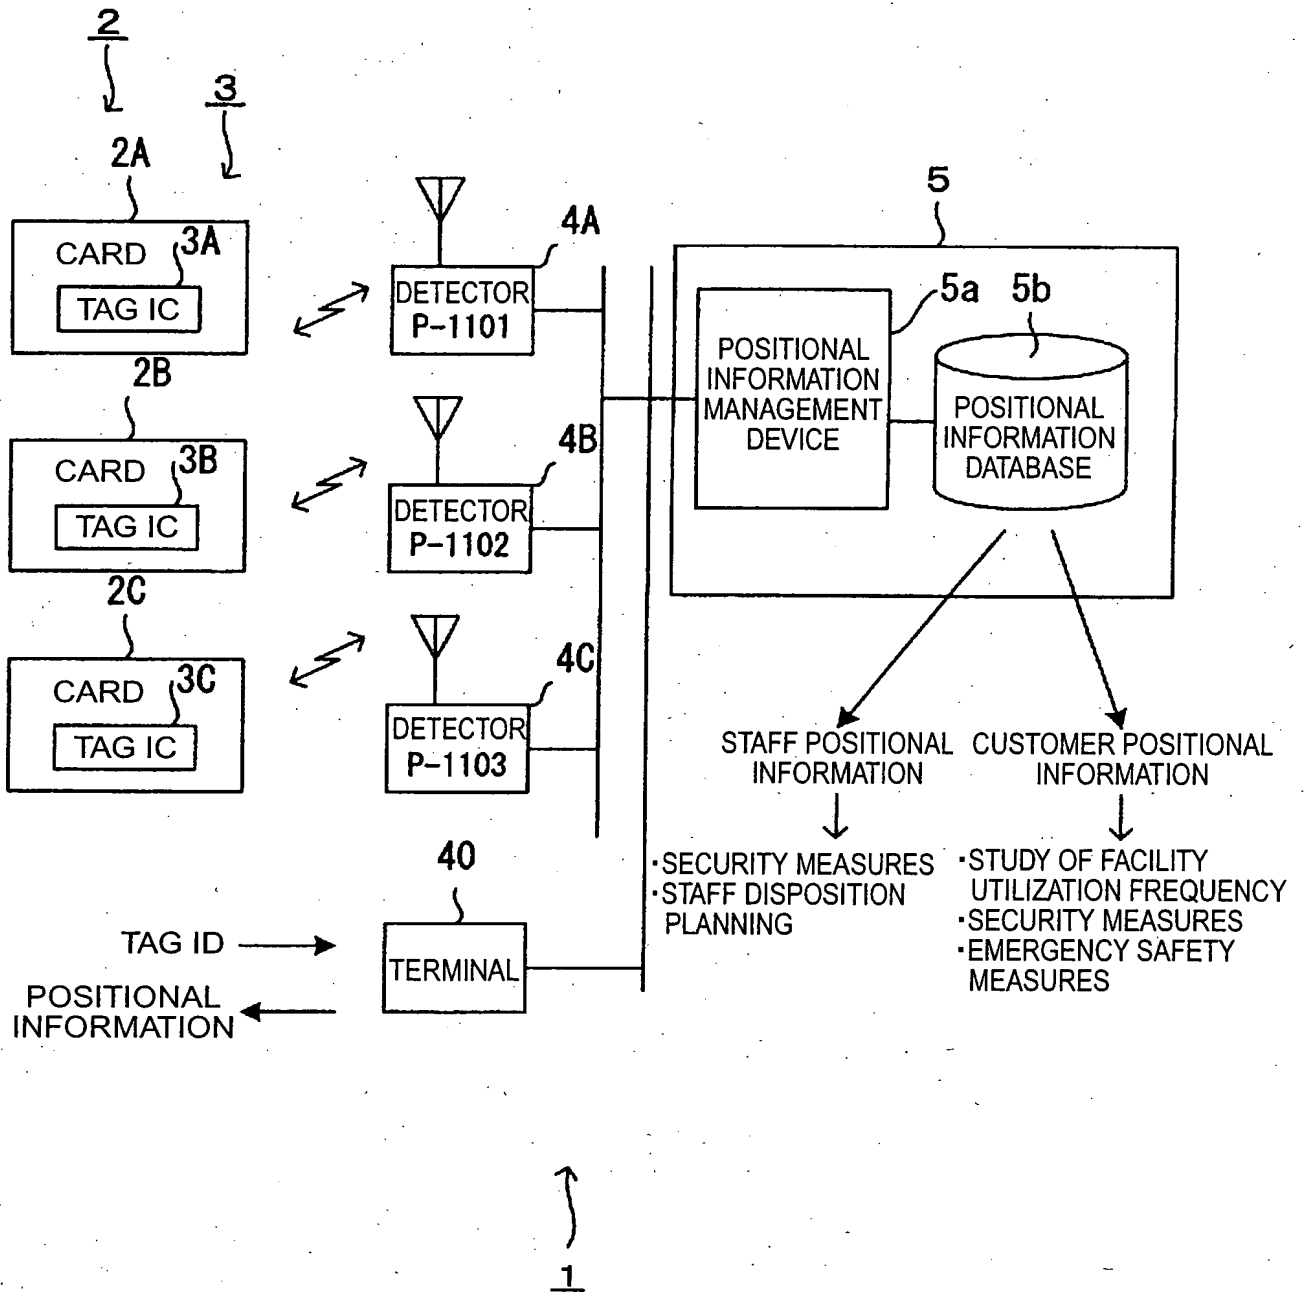 2
3
2A
CARD
3A
TAG IC
4A
DETECTOR
P-1101
2B
CARD
3B
TAG IC
4B
DETECTOR
P-1102
2C
CARD
3C
TAG IC
4C
DETECTOR
P-1103
5
5a
5b
POSITIONAL
INFORMATION
MANAGEMENT
DEVICE
POSITIONAL
INFORMATION
DATABASE
STAFF POSITIONAL
INFORMATION
CUSTOMER POSITIONAL
INFORMATION
・SECURITY MEASURES
・STAFF DISPOSITION
PLANNING
・STUDY OF FACILITY
UTILIZATION FREQUENCY
・SECURITY MEASURES
・EMERGENCY SAFETY
MEASURES
40
TERMINAL
TAG ID
POSITIONAL
INFORMATION
1